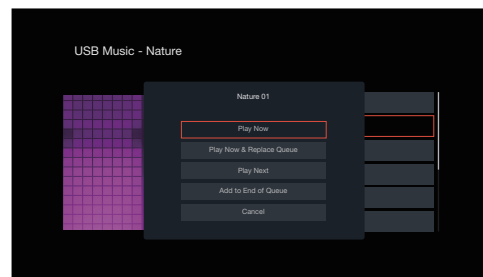 USB Music - Nature
Nature 01
Play Now
Play Now & Replace Queue
Play Next
Add to End of Queue
Cancel